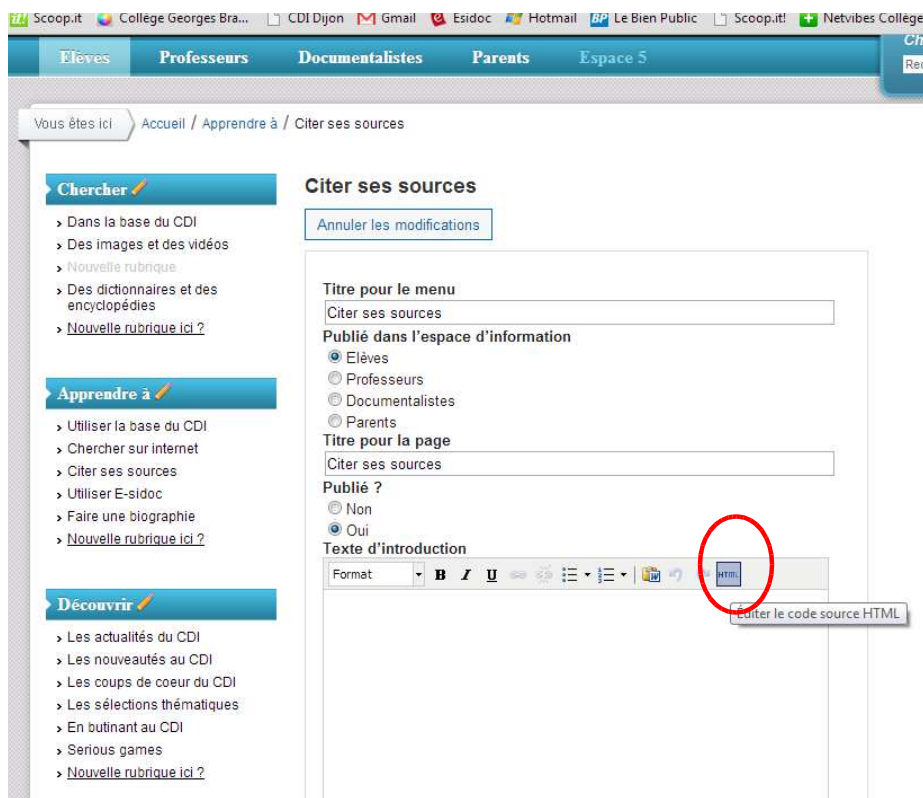 Scoop.it Collège Georges Bra... CDI Dijon Gmail Esidoc Hotmail BP Le Bien Public Scoop.it! Netvibes Collège
Elèves Professeurs Documentalistes Parents Espace 5
Ch
Rec
Vous êtes ici Accueil / Apprendre à / Citer ses sources
Chercher
Dans la base du CDI
Des images et des vidéos
Nouvelle rubrique
Des dictionnaires et des
encyclopédies
Nouvelle rubrique ici ?
Apprendre à
Utiliser la base du CDI
Chercher sur internet
Citer ses sources
Utiliser E-sidoc
Faire une biographie
Nouvelle rubrique ici ?
Découvrir
Les actualités du CDI
Les nouveautés au CDI
Les coups de coeur du CDI
Les sélections thématiques
En butinant au CDI
Serious games
Nouvelle rubrique ici ?
Citer ses sources
Annuler les modifications
Titre pour le menu
Citer ses sources
Publié dans l'espace d'information
Elèves
Professeurs
Documentalistes
Parents
Titre pour la page
Citer ses sources
Publié ?
Non
Oui
Texte d'introduction
Format B I U HTML
Éditer le code source HTML